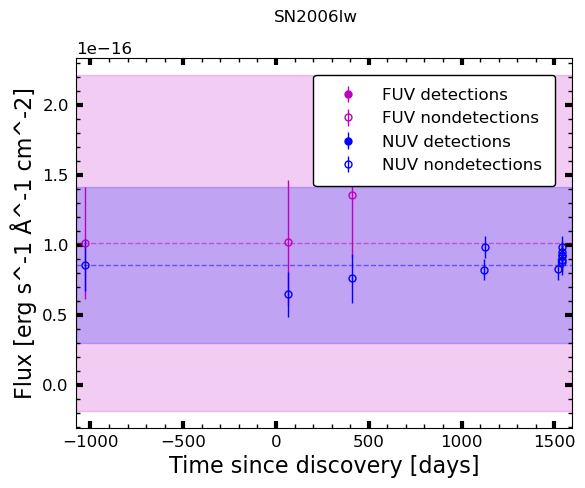 SN2006lw
1e−16
FUV detections
FUV nondetections
NUV detections
NUV nondetections
2.0
1.5
1.0
0.5
0.0
Flux [erg s^-1 Å^-1 cm^-2]
−1000 −500 0 500 1000 1500
Time since discovery [days]